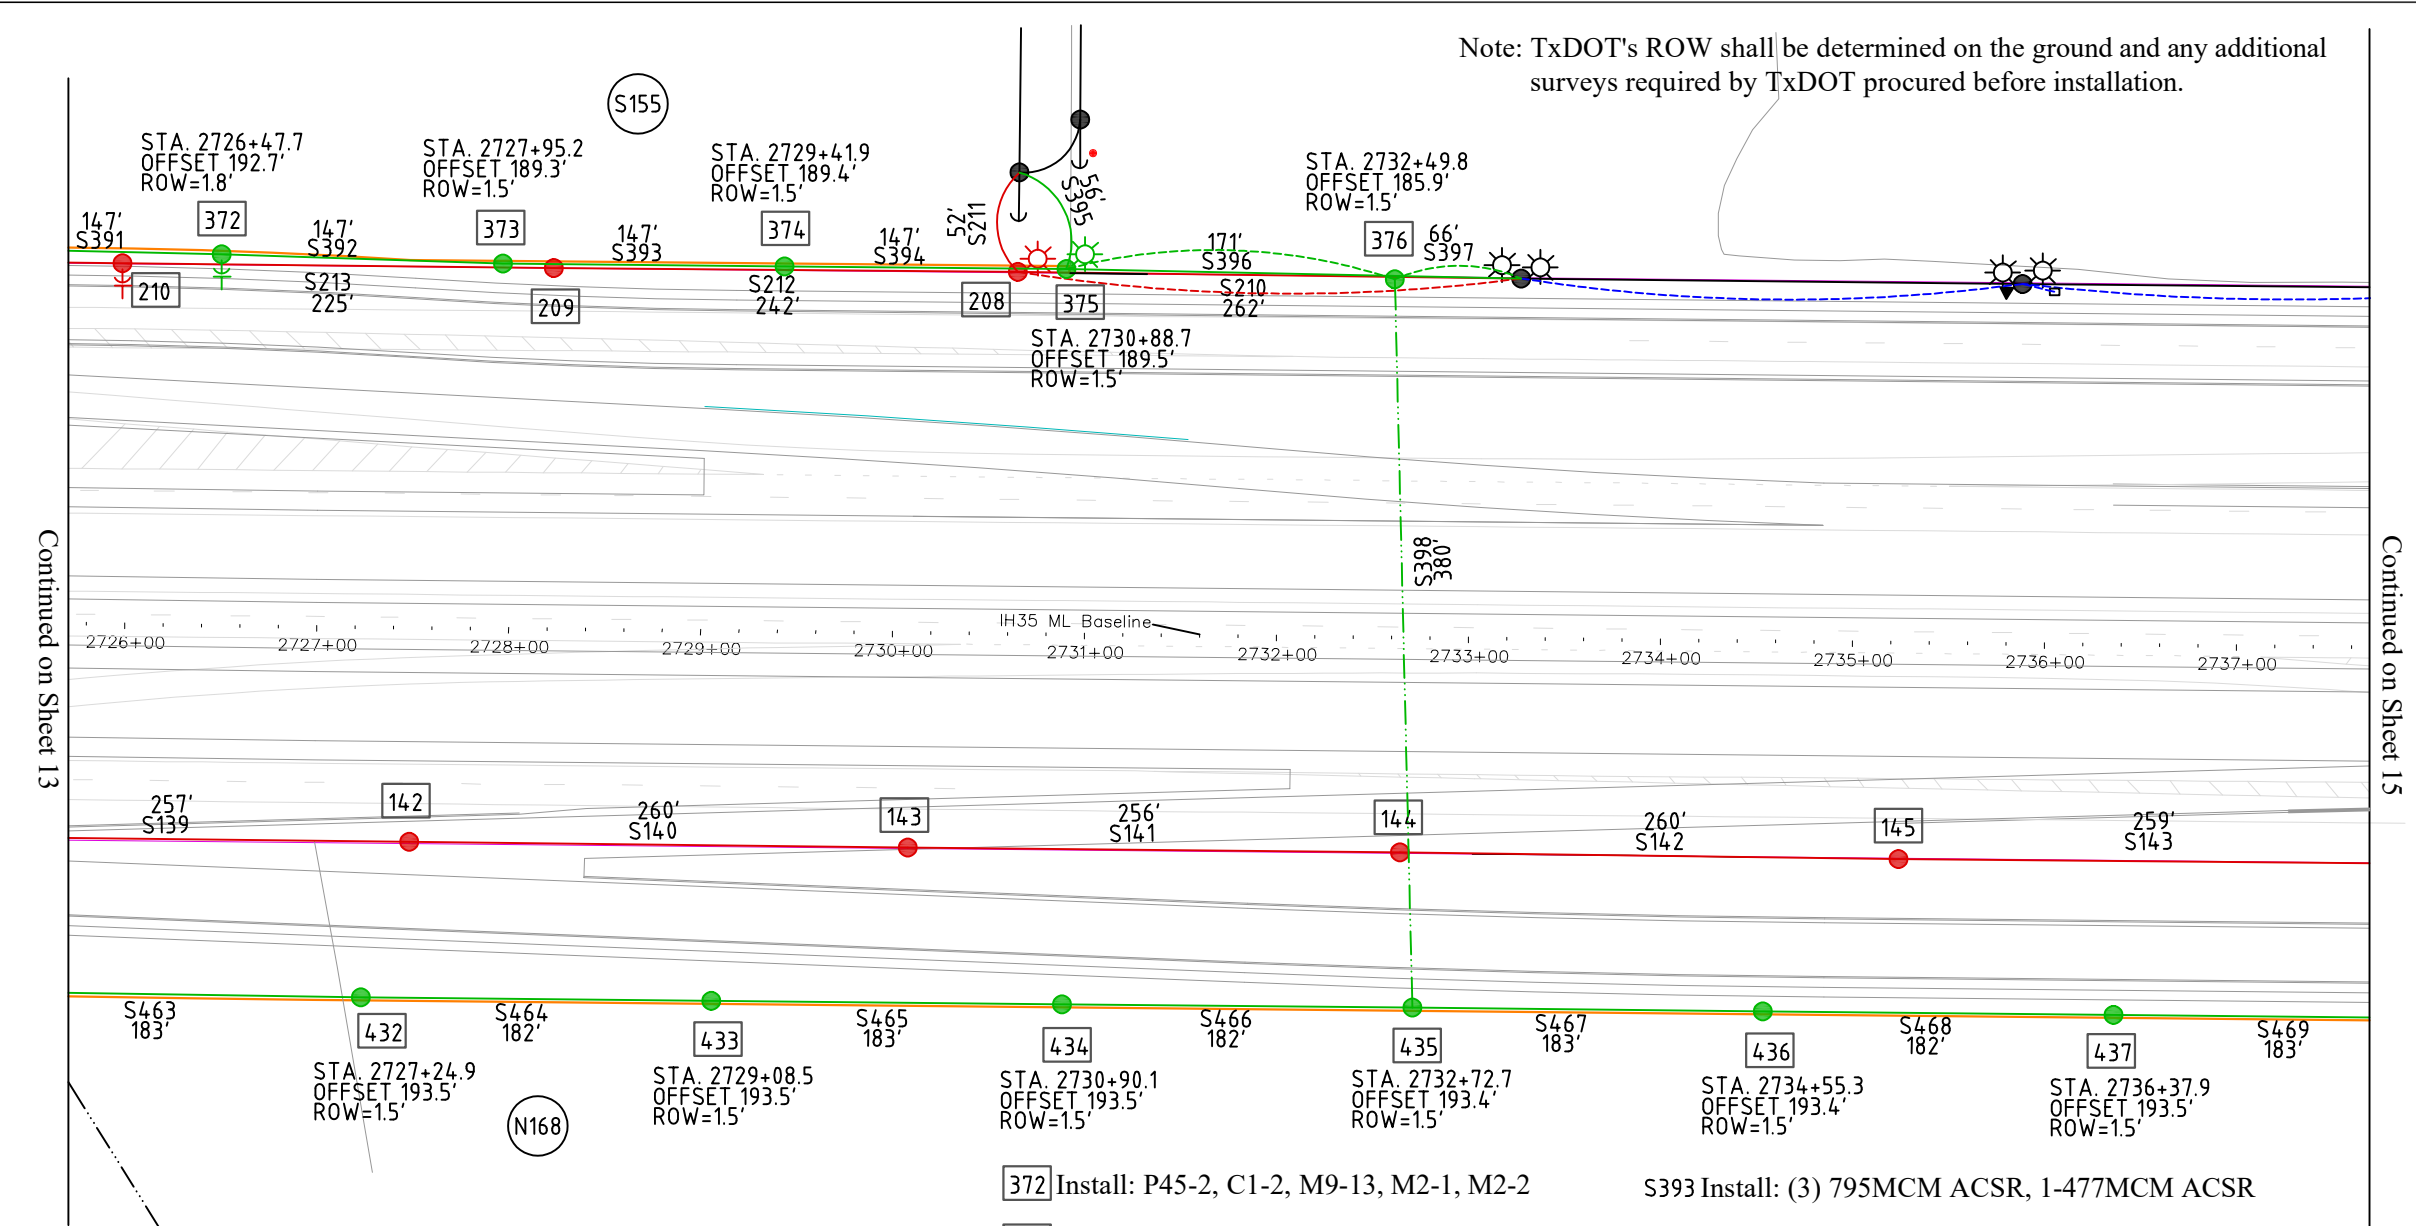 Note: TxDOT's ROW shall be determined on the ground and any additional
surveys required by TxDOT procured before installation.
S155
STA. 2726+47.7
OFFSET 192.7'
ROW=1.8'
STA. 2727+95.2
OFFSET 189.3'
ROW=1.5'
STA. 2729+41.9
OFFSET 189.4'
ROW=1.5'
STA. 2732+49.8
OFFSET 185.9'
ROW=1.5'
147'
S391
372
147'
S392
373
147'
S393
374
147'
S394
52'
S211
56'
S395
171'
S396
376
66'
S397
210
S213
225'
209
S212
242'
208
375
S210
262'
STA. 2730+88.7
OFFSET 189.5'
ROW=1.5'
S398
380'
Continued on Sheet 13
Continued on Sheet 15
IH35 ML Baseline
2726+00
2727+00
2728+00
2729+00
2730+00
2731+00
2732+00
2733+00
2734+00
2735+00
2736+00
2737+00
257'
S139
142
260'
S140
143
256'
S141
144
260'
S142
145
259'
S143
S463
183'
432
S464
182'
433
S465
183'
434
S466
182'
435
S467
183'
436
S468
182'
437
S469
183'
STA. 2727+24.9
OFFSET 193.5'
ROW=1.5'
STA. 2729+08.5
OFFSET 193.5'
ROW=1.5'
STA. 2730+90.1
OFFSET 193.5'
ROW=1.5'
STA. 2732+72.7
OFFSET 193.4'
ROW=1.5'
STA. 2734+55.3
OFFSET 193.4'
ROW=1.5'
STA. 2736+37.9
OFFSET 193.5'
ROW=1.5'
N168
372 Install: P45-2, C1-2, M9-13, M2-1, M2-2
S393 Install: (3) 795MCM ACSR, 1-477MCM ACSR